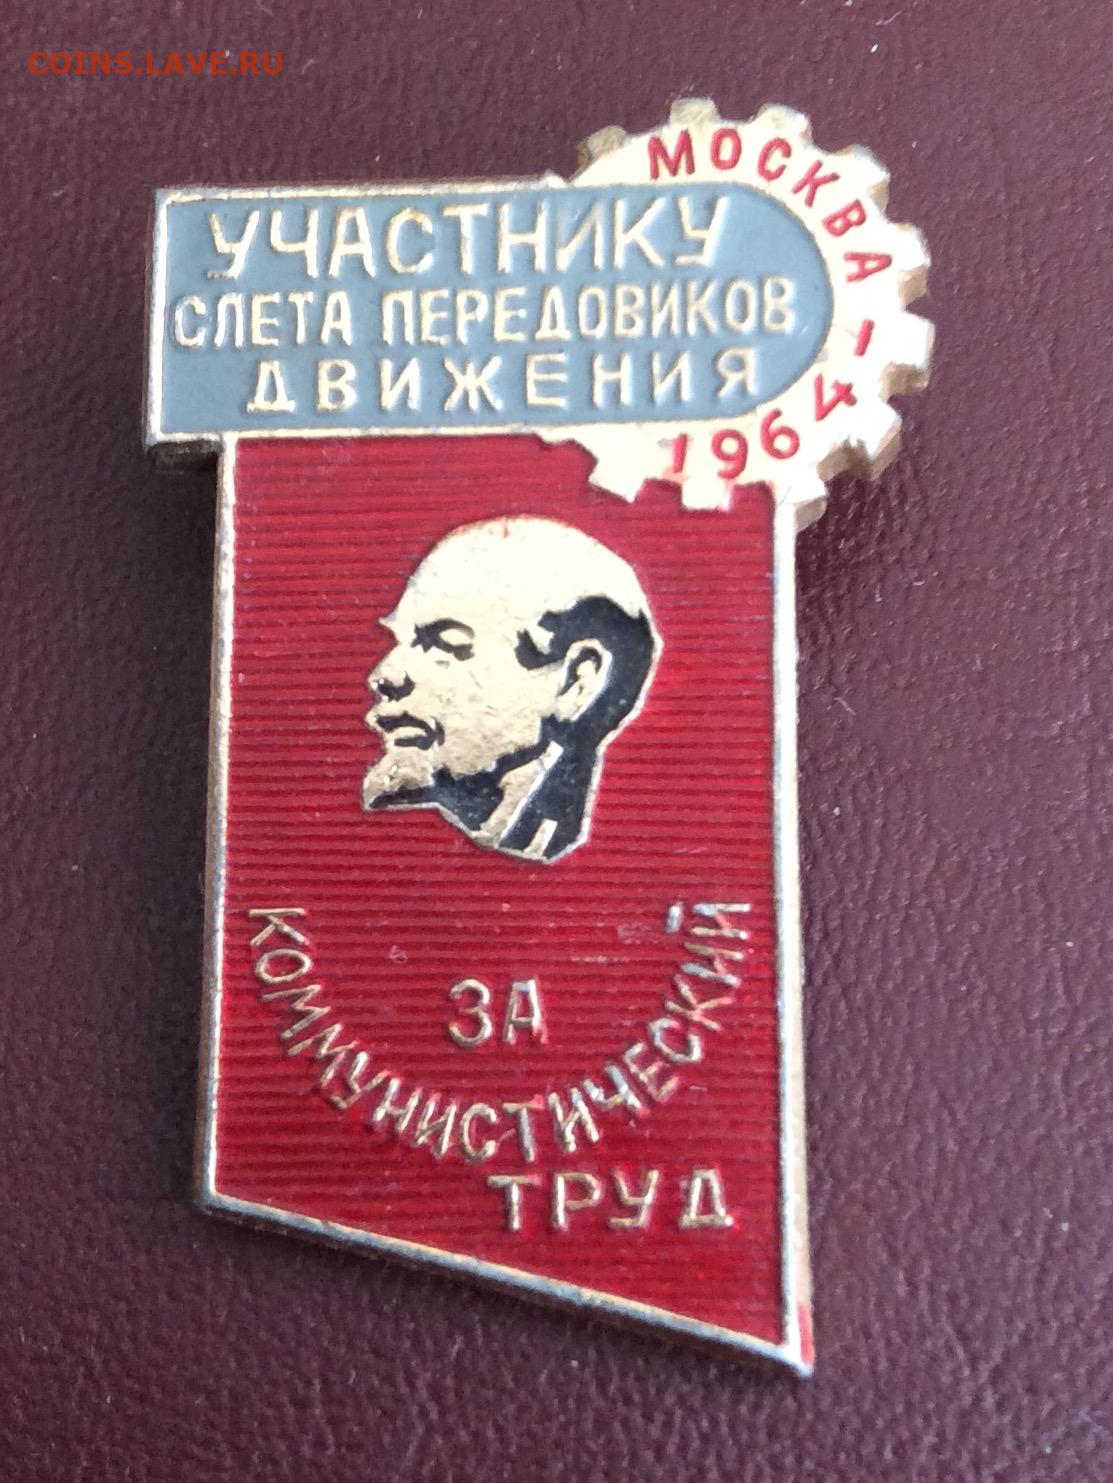 COINS.LAVE.RU
МОСКВА - 1964
УЧАСТНИКУ
СЛЕТА ПЕРЕДОВИКОВ
ДВИЖЕНИЯ
ЗА
КОММУНИСТИЧЕСКИЙ
ТРУД